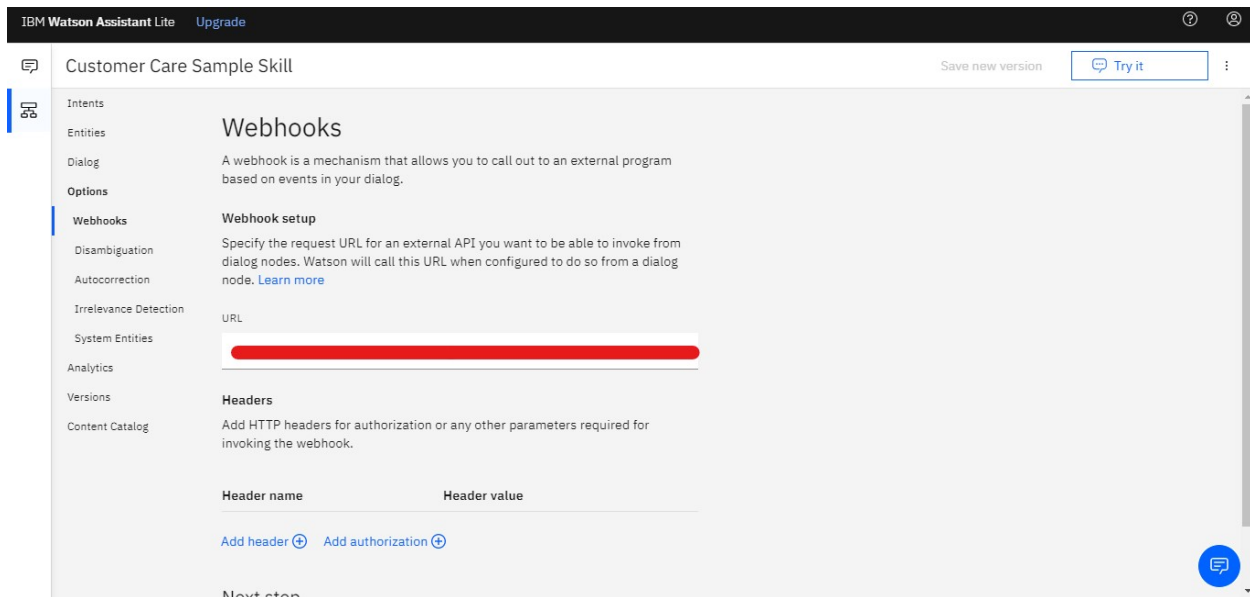 IBM Watson Assistant Lite Upgrade
Customer Care Sample Skill
Save new version
Try it
Intents
Entities
Dialog
Options
Webhooks
Disambiguation
Autocorrection
Irrelevance Detection
System Entities
Analytics
Versions
Content Catalog
Webhooks
A webhook is a mechanism that allows you to call out to an external program
based on events in your dialog.
Webhook setup
Specify the request URL for an external API you want to be able to invoke from
dialog nodes. Watson will call this URL when configured to do so from a dialog
node. Learn more
URL
Headers
Add HTTP headers for authorization or any other parameters required for
invoking the webhook.
Header name Header value
Add header Add authorization
Next step